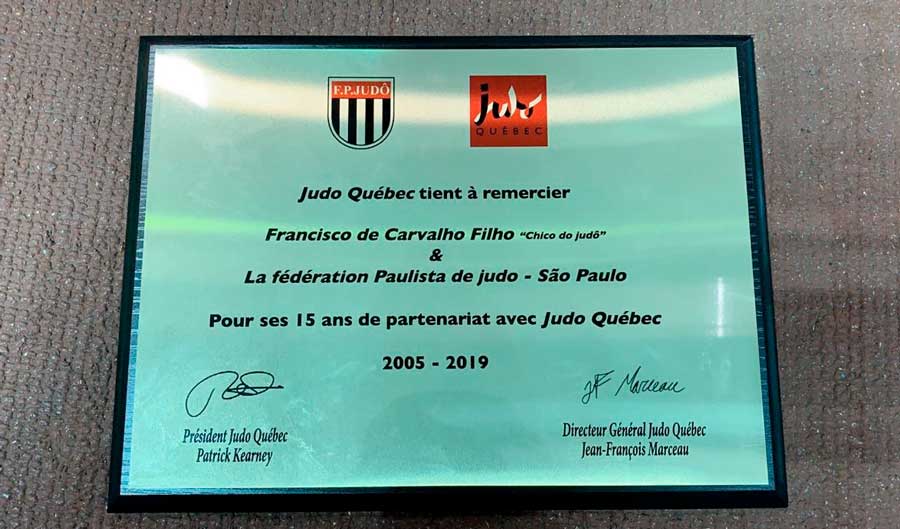 F.P.JUDÔ
judo
QUÉBEC
Judo Québec tient à remercier
Francisco de Carvalho Filho "Chico do judô"
&
La fédération Paulista de judo - São Paulo
Pour ses 15 ans de partenariat avec Judo Québec
2005 - 2019
JF Marceau
Président Judo Québec
Patrick Kearney
Directeur Général Judo Québec
Jean-François Marceau